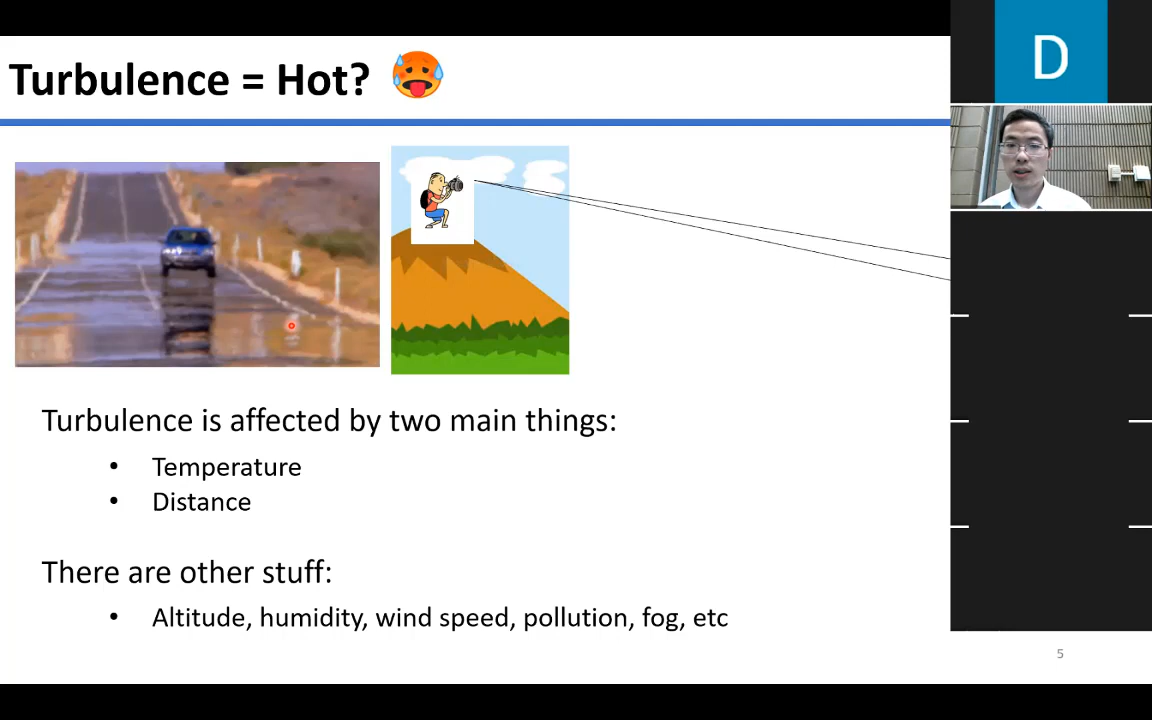 Turbulence = Hot? 🥵
D
Turbulence is affected by two main things:
• Temperature
• Distance
There are other stuff:
• Altitude, humidity, wind speed, pollution, fog, etc
5